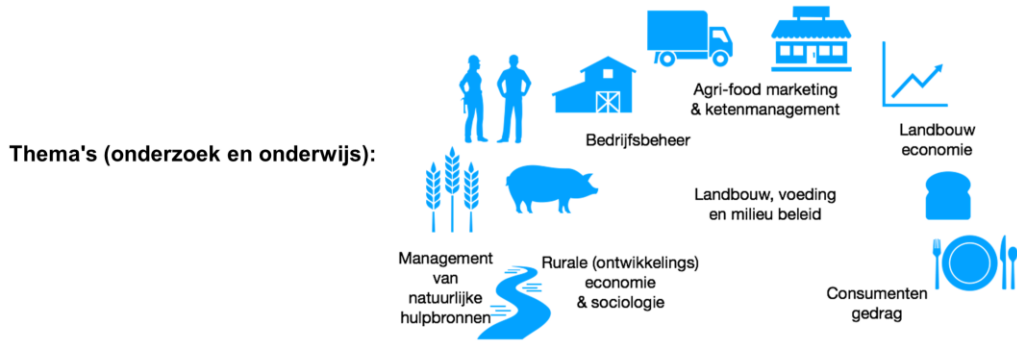 Thema's (onderzoek en onderwijs):
Agri-food marketing
& ketenmanagement
Bedrijfsbeheer
Landbouw
economie
Landbouw, voeding
en milieu beleid
Management
van
natuurlijke
hulpbronnen
Rurale (ontwikkelings)
economie
& sociologie
Consumenten
gedrag